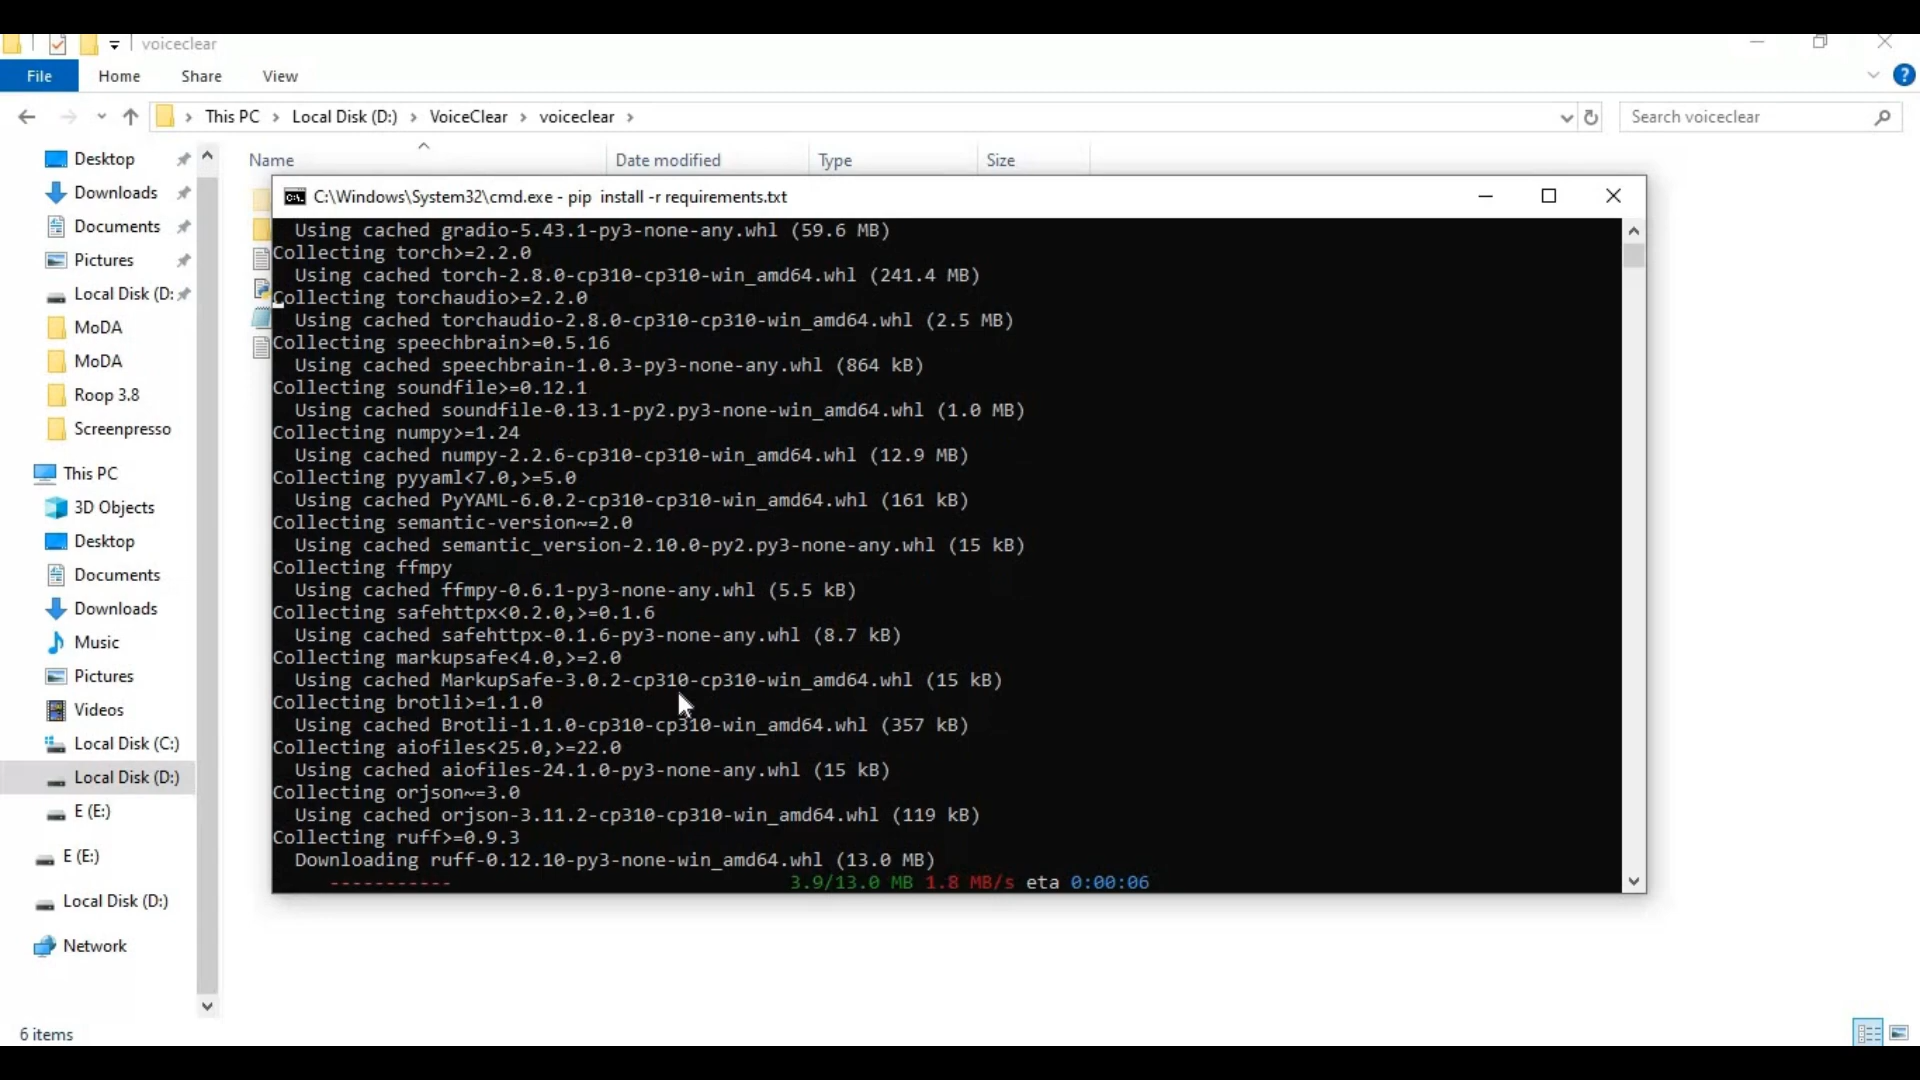 voiceclear
File Home Share View
This PC > Local Disk (D:) > VoiceClear > voiceclear >
Search voiceclear
Name Date modified Type Size
Desktop
Downloads
Documents
Pictures
Local Disk (D:
MoDA
MoDA
Roop 3.8
Screenpresso
This PC
3D Objects
Desktop
Documents
Downloads
Music
Pictures
Videos
Local Disk (C:)
Local Disk (D:)
E (E:)
E (E:)
Local Disk (D:)
Network
6 items
C:\Windows\System32\cmd.exe - pip  install -r requirements.txt
Using cached gradio-5.43.1-py3-none-any.whl (59.6 MB)
Collecting torch>=2.2.0
Using cached torch-2.8.0-cp310-cp310-win_amd64.whl (241.4 MB)
Collecting torchaudio>=2.2.0
Using cached torchaudio-2.8.0-cp310-cp310-win_amd64.whl (2.5 MB)
Collecting speechbrain>=0.5.16
Using cached speechbrain-1.0.3-py3-none-any.whl (864 kB)
Collecting soundfile>=0.12.1
Using cached soundfile-0.13.1-py2.py3-none-win_amd64.whl (1.0 MB)
Collecting numpy>=1.24
Using cached numpy-2.2.6-cp310-cp310-win_amd64.whl (12.9 MB)
Collecting pyyaml<7.0,>=5.0
Using cached PyYAML-6.0.2-cp310-cp310-win_amd64.whl (161 kB)
Collecting semantic-version~=2.0
Using cached semantic_version-2.10.0-py2.py3-none-any.whl (15 kB)
Collecting ffmpy
Using cached ffmpy-0.6.1-py3-none-any.whl (5.5 kB)
Collecting safehttpx<0.2.0,>=0.1.6
Using cached safehttpx-0.1.6-py3-none-any.whl (8.7 kB)
Collecting markupsafe<4.0,>=2.0
Using cached MarkupSafe-3.0.2-cp310-cp310-win_amd64.whl (15 kB)
Collecting brotli>=1.1.0
Using cached Brotli-1.1.0-cp310-cp310-win_amd64.whl (357 kB)
Collecting aiofiles<25.0,>=22.0
Using cached aiofiles-24.1.0-py3-none-any.whl (15 kB)
Collecting orjson~=3.0
Using cached orjson-3.11.2-cp310-cp310-win_amd64.whl (119 kB)
Collecting ruff>=0.9.3
Downloading ruff-0.12.10-py3-none-win_amd64.whl (13.0 MB)
----------- 3.9/13.0 MB 1.8 MB/s eta 0:00:06